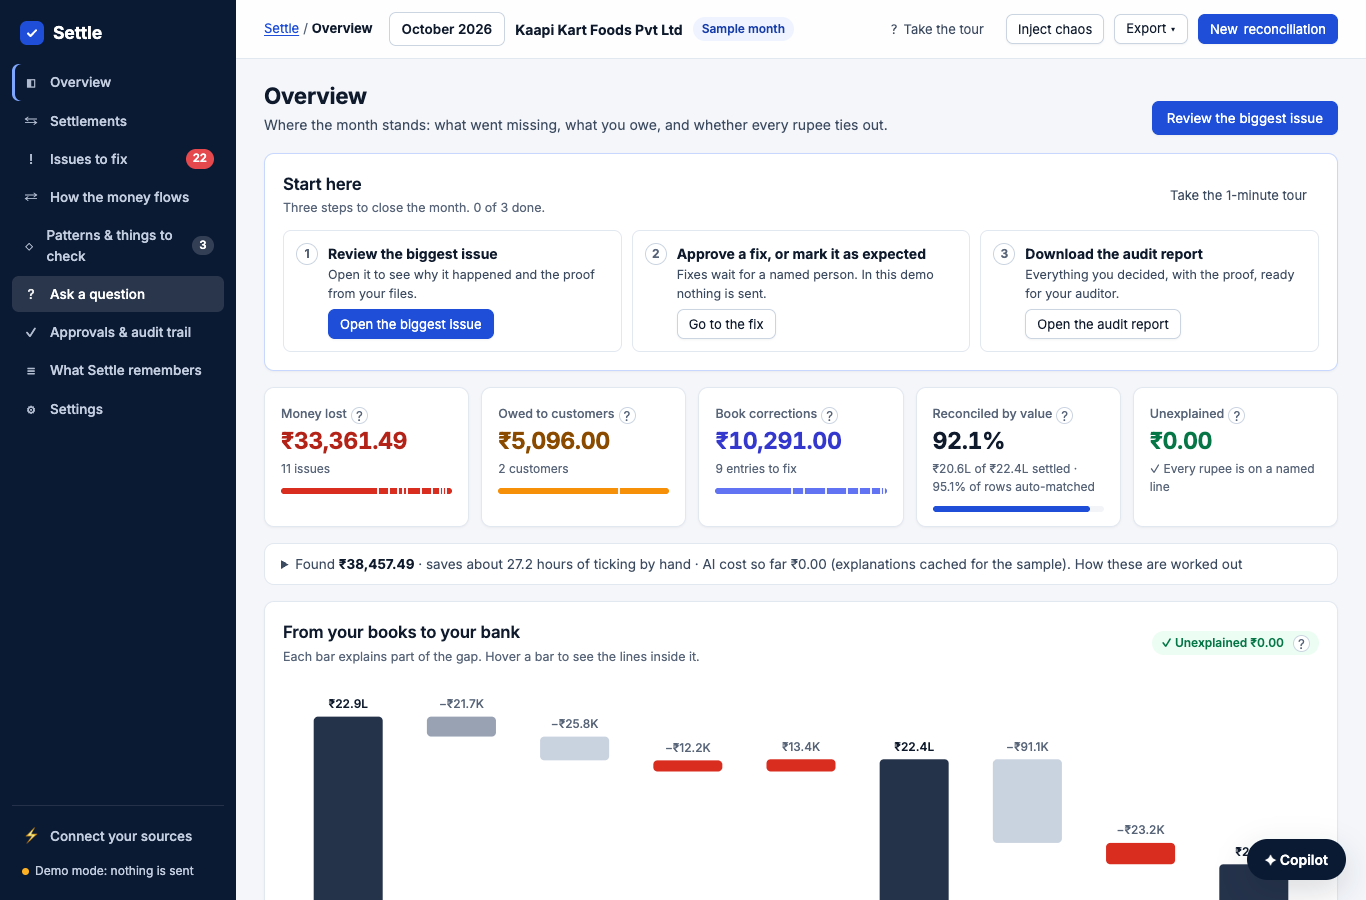 Settle
Overview
Settlements
Issues to fix 22
How the money flows
Patterns & things to
check 3
Ask a question
Approvals & audit trail
What Settle remembers
Settings
Connect your sources
Demo mode: nothing is sent
Settle / Overview October 2026 Kaapi Kart Foods Pvt Ltd Sample month ? Take the tour Inject chaos Export New reconciliation
Overview
Where the month stands: what went missing, what you owe, and whether every rupee ties out.
Review the biggest issue
Start here
Three steps to close the month. 0 of 3 done.
Take the 1-minute tour
1 Review the biggest issue
Open it to see why it happened and the proof
from your files.
Open the biggest issue
2 Approve a fix, or mark it as expected
Fixes wait for a named person. In this demo
nothing is sent.
Go to the fix
3 Download the audit report
Everything you decided, with the proof, ready
for your auditor.
Open the audit report
Money lost ?
₹33,361.49
11 issues
Owed to customers ?
₹5,096.00
2 customers
Book corrections ?
₹10,291.00
9 entries to fix
Reconciled by value ?
92.1%
₹20.6L of ₹22.4L settled ·
95.1% of rows auto-matched
Unexplained ?
₹0.00
✓ Every rupee is on a named
line
Found ₹38,457.49 · saves about 27.2 hours of ticking by hand · AI cost so far ₹0.00 (explanations cached for the sample). How these are worked out
From your books to your bank
Each bar explains part of the gap. Hover a bar to see the lines inside it.
✓ Unexplained ₹0.00 ?
₹22.9L
−₹21.7K
−₹25.8K
−₹12.2K
₹13.4K
₹22.4L
−₹91.1K
−₹23.2K
Copilot